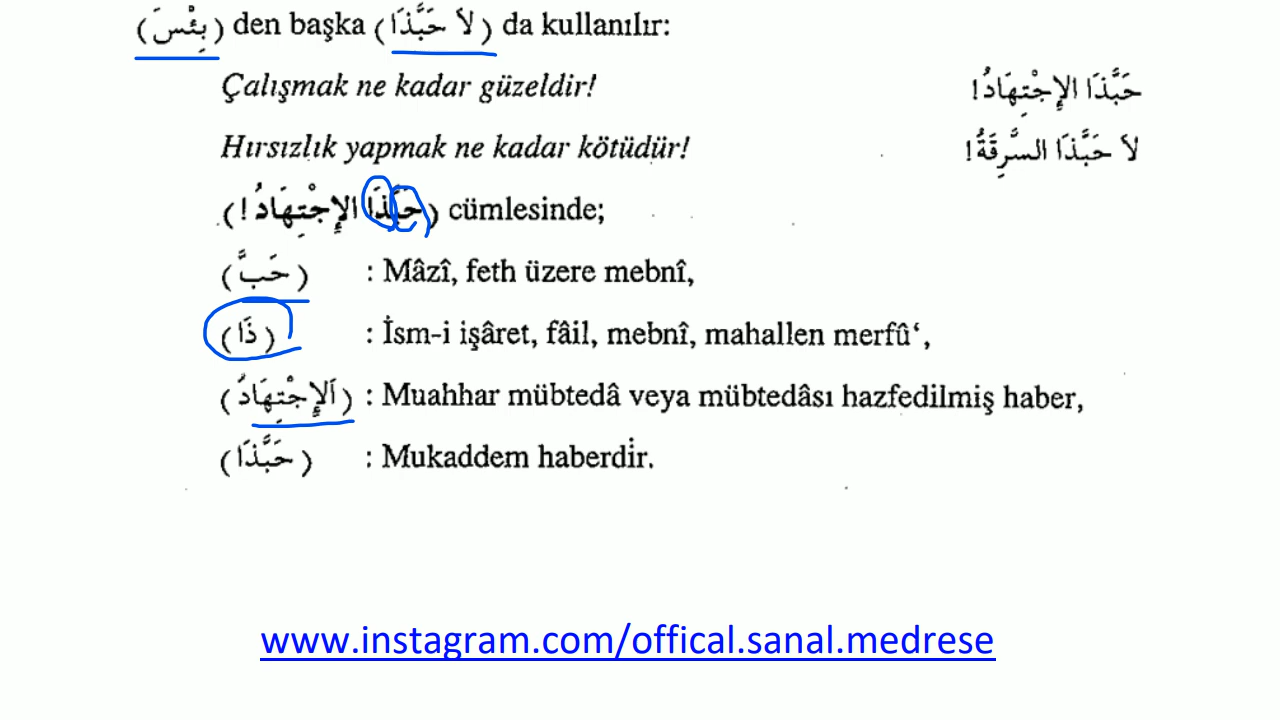 (بِئْسَ) den başka (لاَ حَبَّذَا) da kullanılır:
Çalışmak ne kadar güzeldir! حَبَّذَا الإِجْتِهَادُ!
Hırsızlık yapmak ne kadar kötüdür! لاَ حَبَّذَا السَّرِقَةُ!
(حَبَّذَا الإِجْتِهَادُ!) cümlesinde;
(حَبَّ) : Mâzî, feth üzere mebnî,
(ذَا) : İsm-i işâret, fâil, mebnî, mahallen merfû‘,
(اَلإِجْتِهَادُ) : Muahhar mübtedâ veya mübtedâsı hazfedilmiş haber,
(حَبَّذَا) : Mukaddem haberdir.
www.instagram.com/offical.sanal.medrese